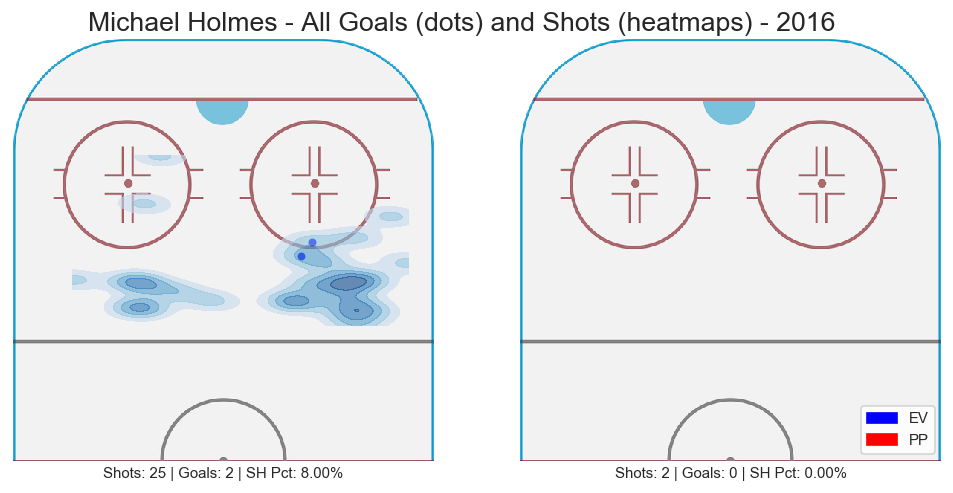 Michael Holmes - All Goals (dots) and Shots (heatmaps) - 2016
EV
PP
Shots: 25 | Goals: 2 | SH Pct: 8.00%
Shots: 2 | Goals: 0 | SH Pct: 0.00%